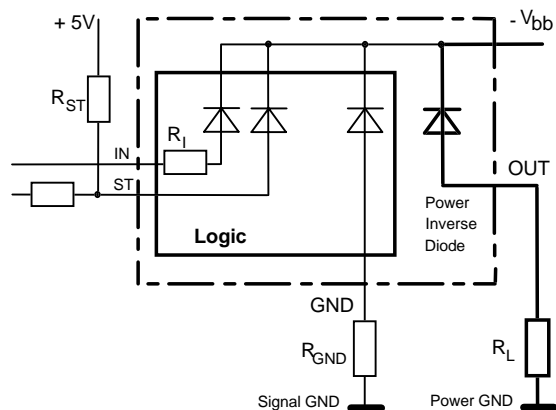 + 5V
- Vbb
RST
IN
RI
ST
OUT
Logic
Power
Inverse
Diode
GND
RGND
RL
Signal GND
Power GND